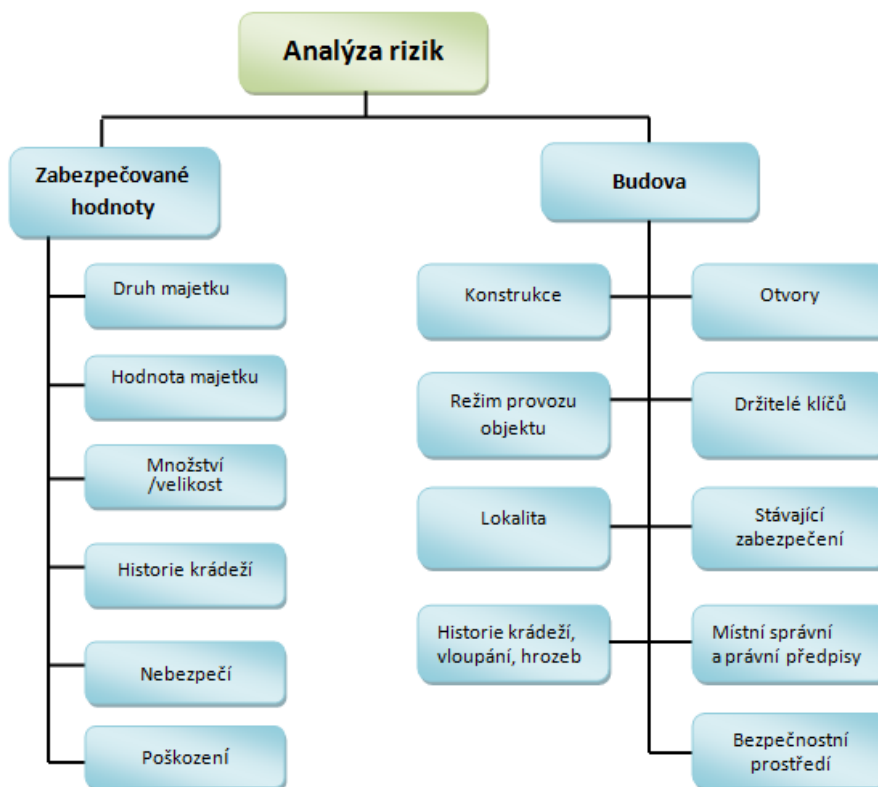 Analýza rizik
Zabezpečované
hodnoty
Druh majetku
Hodnota majetku
Množství
/velikost
Historie krádeží
Nebezpečí
Poškození
Budova
Konstrukce
Otvory
Režim provozu
objektu
Držitelé klíčů
Lokalita
Stávající
zabezpečení
Historie krádeží,
vloupání, hrozeb
Místní správní
a právní předpisy
Bezpečnostní
prostředí